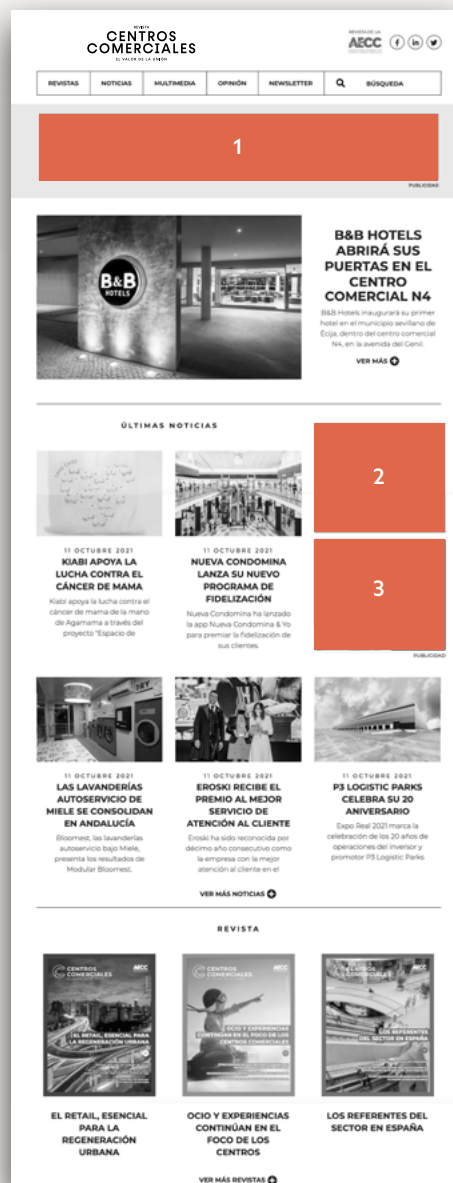 REVISTA
CENTROS
COMERCIALES
EL VALOR DE LA UNIÓN
REVISTA DE LA
AECC
REVISTAS
NOTICIAS
MULTIMEDIA
OPINIÓN
NEWSLETTER
BÚSQUEDA
1
PUBLICIDAD
B&B
HOTELS
B&B HOTELS
ABRIRÁ SUS
PUERTAS EN EL
CENTRO
COMERCIAL N4
B&B Hotels inaugurará su primer
hotel en el municipio sevillano de
Écija, dentro del centro comercial
N4, en la avenida del Genil.
VER MÁS
ÚLTIMAS NOTICIAS
2
3
PUBLICIDAD
11 OCTUBRE 2021
KIABI APOYA LA
LUCHA CONTRA EL
CÁNCER DE MAMA
Kiabi apoya la lucha contra el
cáncer de mama de la mano
de Agamama a través del
proyecto "Espacio de
11 OCTUBRE 2021
NUEVA CONDOMINA
LANZA SU NUEVO
PROGRAMA DE
FIDELIZACIÓN
Nueva Condomina ha lanzado
la app Nueva Condomina & Yo
para premiar la fidelización de
sus clientes.
11 OCTUBRE 2021
LAS LAVANDERÍAS
AUTOSERVICIO DE
MIELE SE CONSOLIDAN
EN ANDALUCÍA
Bloomest, las lavanderías
autoservicio bajo Miele,
presenta los resultados de
Modular Bloomest.
11 OCTUBRE 2021
EROSKI RECIBE EL
PREMIO AL MEJOR
SERVICIO DE
ATENCIÓN AL CLIENTE
Eroski ha sido reconocida por
décimo año consecutivo como
la empresa con la mejor
atención al cliente en el
11 OCTUBRE 2021
P3 LOGISTIC PARKS
CELEBRA SU 20
ANIVERSARIO
Expo Real 2021 marca la
celebración de los 20 años de
operaciones del inversor y
promotor P3 Logistic Parks
VER MÁS NOTICIAS
REVISTA
CENTROS
COMERCIALES
AECC
EL RETAIL, ESENCIAL PARA
LA REGENERACIÓN URBANA
CENTROS
COMERCIALES
AECC
OCIO Y EXPERIENCIAS
CONTINÚAN EN EL FOCO DE LOS
CENTROS COMERCIALES
CENTROS
COMERCIALES
AECC
LOS REFERENTES
DEL SECTOR EN ESPAÑA
EL RETAIL, ESENCIAL
PARA LA
REGENERACIÓN
URBANA
OCIO Y EXPERIENCIAS
CONTINÚAN EN EL
FOCO DE LOS
CENTROS
LOS REFERENTES DEL
SECTOR EN ESPAÑA
VER MÁS REVISTAS